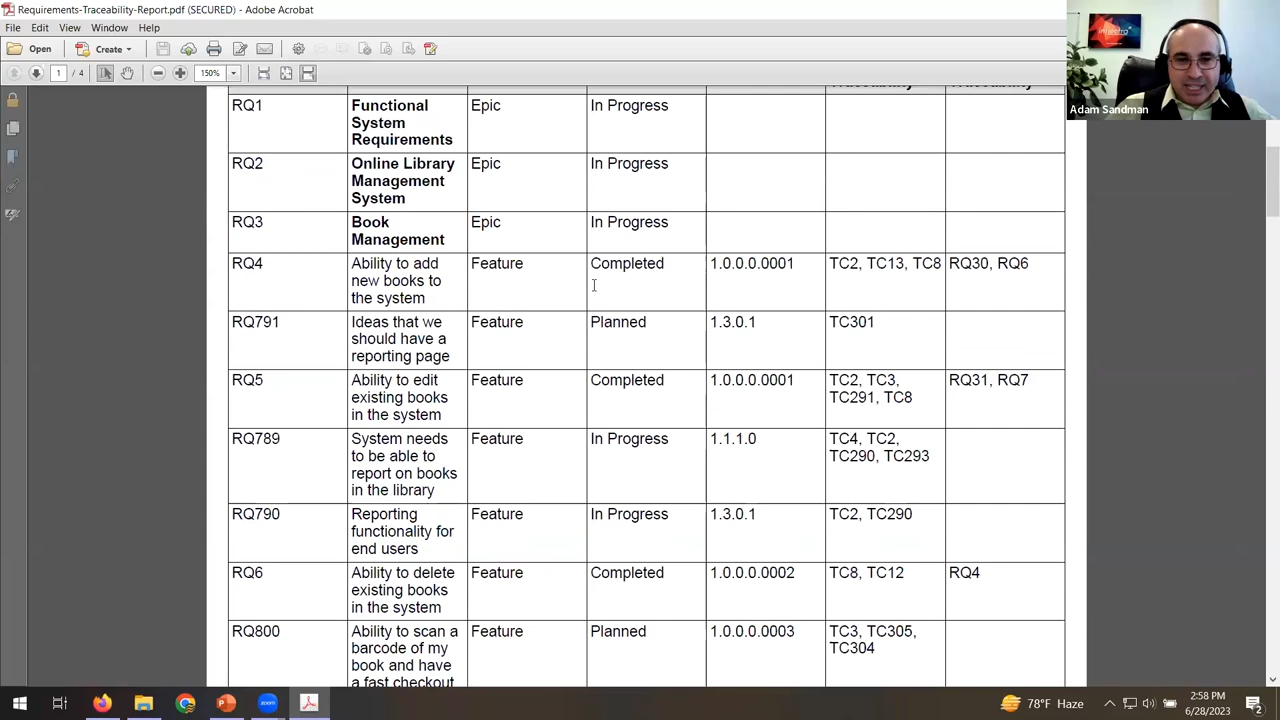 Requirements-Traceability-Report.pdf (SECURED) - Adobe Acrobat
File Edit View Window Help
Open Create
1 / 4 150%
inflectra
Adam Sandman
RQ1 Functional System Requirements Epic In Progress
RQ2 Online Library Management System Epic In Progress
RQ3 Book Management Epic In Progress
RQ4 Ability to add new books to the system Feature Completed 1.0.0.0.0001 TC2, TC13, TC8 RQ30, RQ6
RQ791 Ideas that we should have a reporting page Feature Planned 1.3.0.1 TC301
RQ5 Ability to edit existing books in the system Feature Completed 1.0.0.0.0001 TC2, TC3, TC291, TC8 RQ31, RQ7
RQ789 System needs to be able to report on books in the library Feature In Progress 1.1.1.0 TC4, TC2, TC290, TC293
RQ790 Reporting functionality for end users Feature In Progress 1.3.0.1 TC2, TC290
RQ6 Ability to delete existing books in the system Feature Completed 1.0.0.0.0002 TC8, TC12 RQ4
RQ800 Ability to scan a barcode of my book and have a fast checkout Feature Planned 1.0.0.0.0003 TC3, TC305, TC304
78°F Haze
2:58 PM
6/28/2023
2